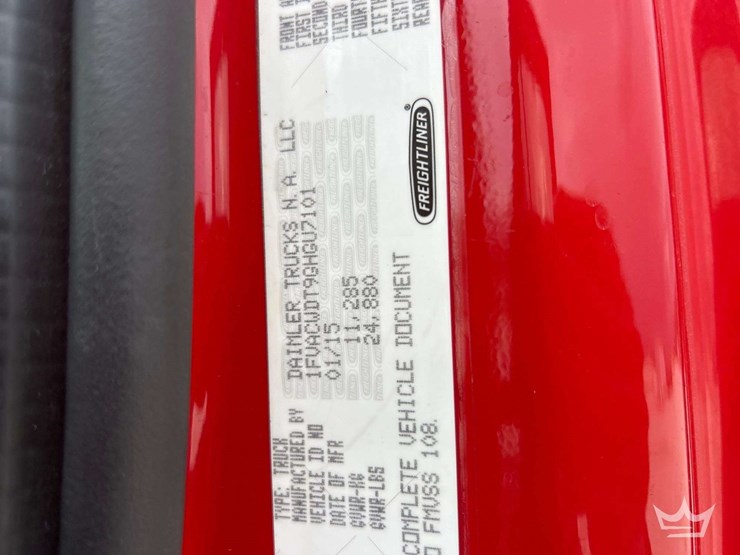 TYPE: TRUCK
MANUFACTURED BY DAIMLER TRUCKS N.A. LLC
VEHICLE ID NO 1FVACWDT9GHGU7101
DATE OF MFR 01/15
GVWR-KG 11,285
GVWR-LBS 24,880
COMPLETE VEHICLE DOCUMENT
FMVSS 108.
FRONT
FIRST
SECOND
THIRD
FOURTH
FIFTH
SIXTH
REAR
FREIGHTLINER®